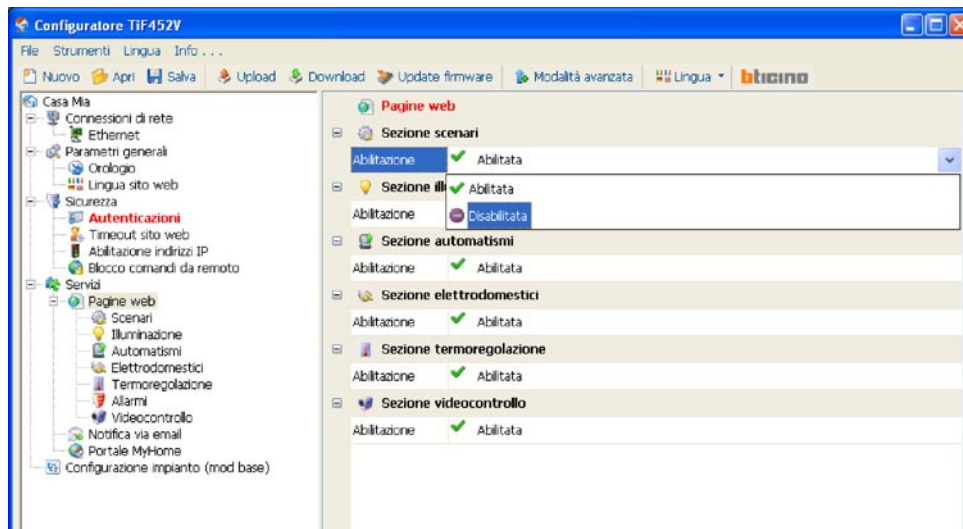 Configuratore TiF452V
File Strumenti Lingua Info . . .
Nuovo Apri Salva Upload Download Update firmware Modalità avanzata Lingua bticino
Casa Mia
Connessioni di rete
Ethernet
Parametri generali
Orologio
Lingua sito web
Sicurezza
Autenticazioni
Timeout sito web
Abilitazione indirizzi IP
Blocco comandi da remoto
Servizi
Pagine web
Scenari
Illuminazione
Automatismi
Elettrodomestici
Termoregolazione
Allarmi
Videocontrollo
Notifica via email
Portale MyHome
Configurazione impianto (mod base)
Pagine web
Sezione scenari
Abilitazione Abilitata
Sezione ill
Abilitata
Abilitazione Disabilitata
Sezione automatismi
Abilitazione Abilitata
Sezione elettrodomestici
Abilitazione Abilitata
Sezione termoregolazione
Abilitazione Abilitata
Sezione videocontrollo
Abilitazione Abilitata